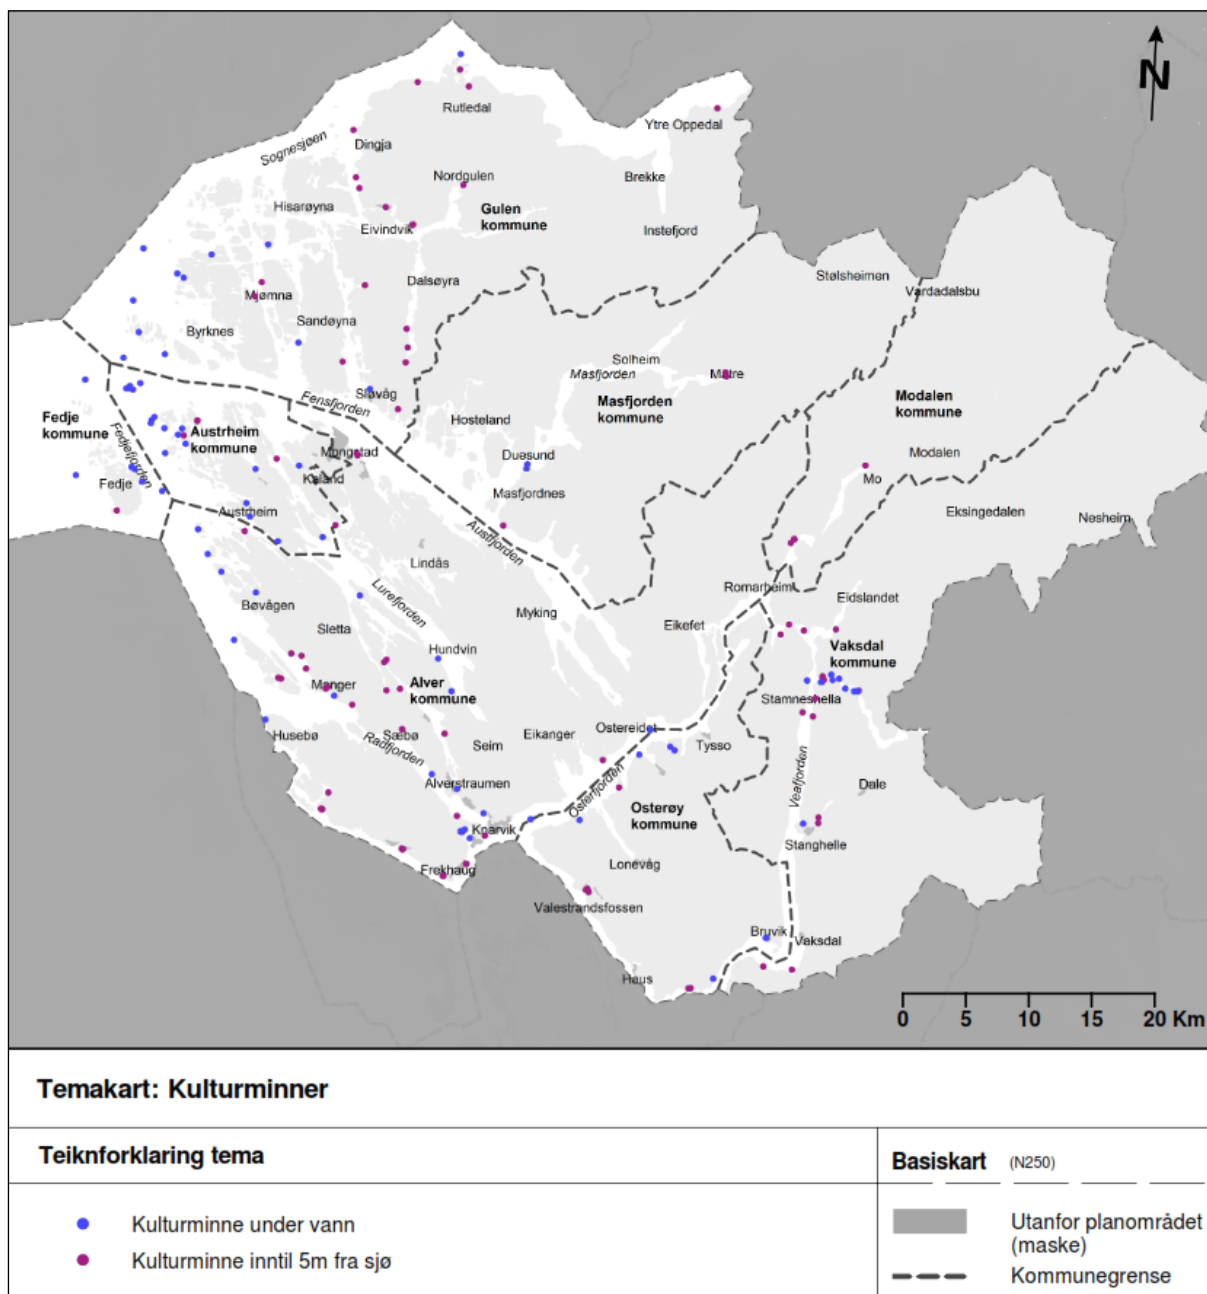 N
Rutledal
Ytre Oppedal
Sognesjøen
Dingja
Nordgulen
Brekke
Hisarøyna
Gulen
kommune
Eivindvik
Instefjord
Stølsheimen
Dalsøyra
Vardadalsbu
Mjømna
Sandøyna
Byrknes
Solheim
Masfjorden
Matre
Sløvåg
Masfjorden
kommune
Modalen
kommune
Fensfjorden
Hosteland
Fedje
kommune
Austrheim
kommune
Fedjefjorden
Mongstad
Duesund
Modalen
Fedje
Kaland
Mo
Masfjordnes
Austrheim
Eksingedalen
Nesheim
Austfjorden
Lindås
Romarheim
Lurefjorden
Eidslandet
Bøvågen
Myking
Sletta
Eikefet
Hundvin
Vaksdal
kommune
Manger
Alver
kommune
Stamneshella
Husebø
Radfjorden
Sæbø
Eikanger
Ostereidet
Seim
Tysso
Veafjorden
Alverstraumen
Osterfjorden
Dale
Osterøy
kommune
Knarvik
Stanghelle
Frekhaug
Lonevåg
Valestrandsfossen
Bruvik
Vaksdal
Haus
0 5 10 15 20 Km
Temakart: Kulturminner
Teiknforklaring tema
Kulturminne under vann
Kulturminne inntil 5m fra sjø
Basiskart (N250)
Utanfor planområdet
(maske)
Kommunegrense